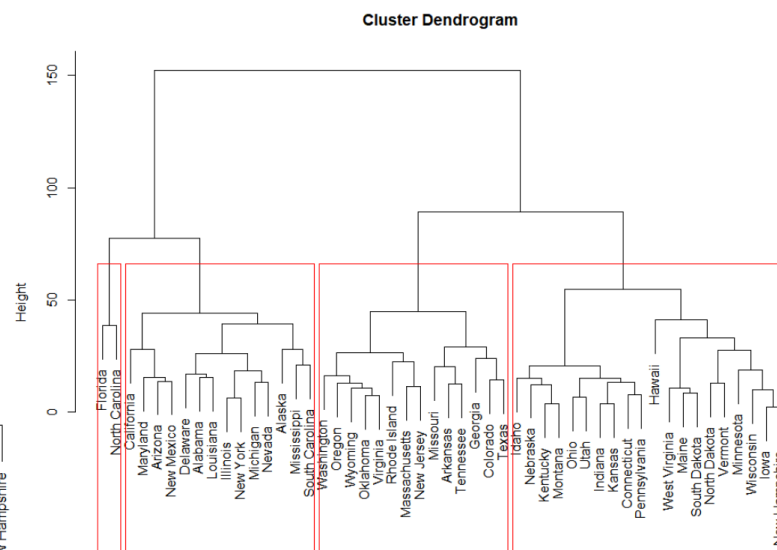 Cluster Dendrogram
Height
0
50
100
150
Florida
North Carolina
California
Maryland
Arizona
New Mexico
Delaware
Alabama
Louisiana
Illinois
New York
Michigan
Nevada
Alaska
Mississippi
South Carolina
Washington
Oregon
Wyoming
Oklahoma
Virginia
Rhode Island
Massachusetts
New Jersey
Missouri
Arkansas
Tennessee
Georgia
Colorado
Texas
Idaho
Nebraska
Kentucky
Montana
Ohio
Utah
Indiana
Kansas
Connecticut
Pennsylvania
Hawaii
West Virginia
Maine
South Dakota
North Dakota
Vermont
Minnesota
Wisconsin
Iowa
Hampshire